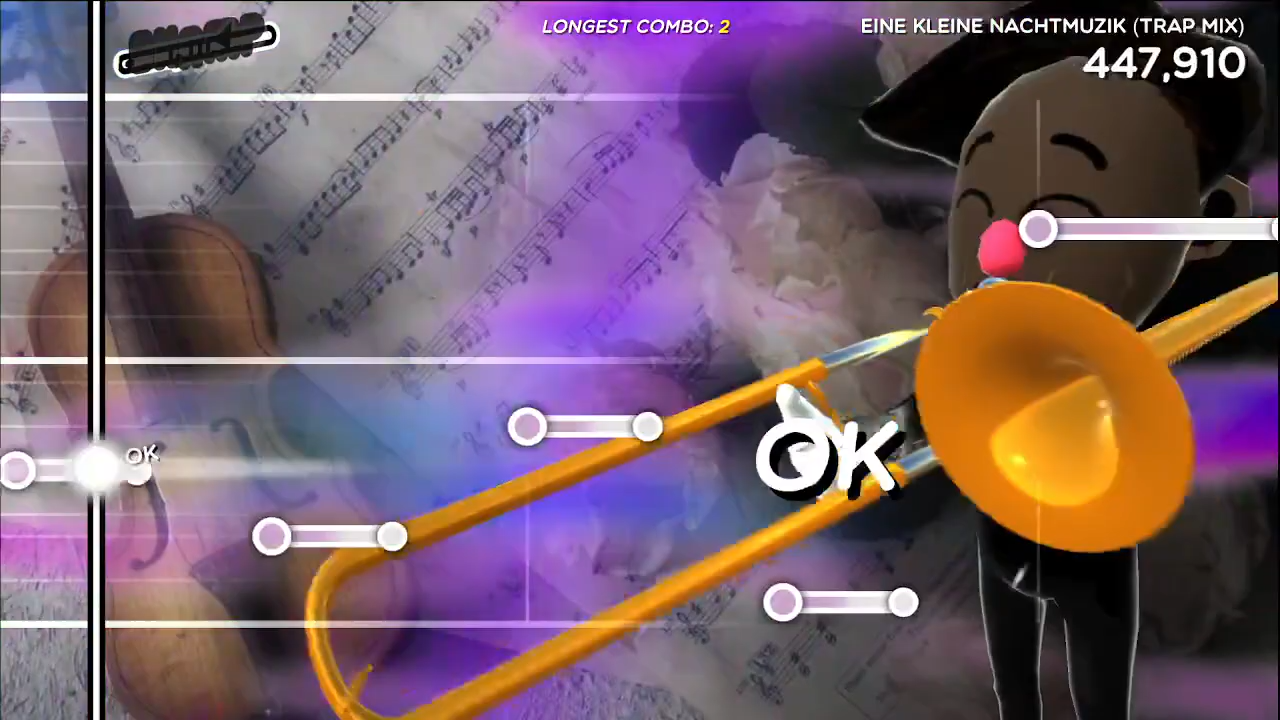 LONGEST COMBO: 2
EINE KLEINE NACHTMUZIK (TRAP MIX)
447,910
OK
OK